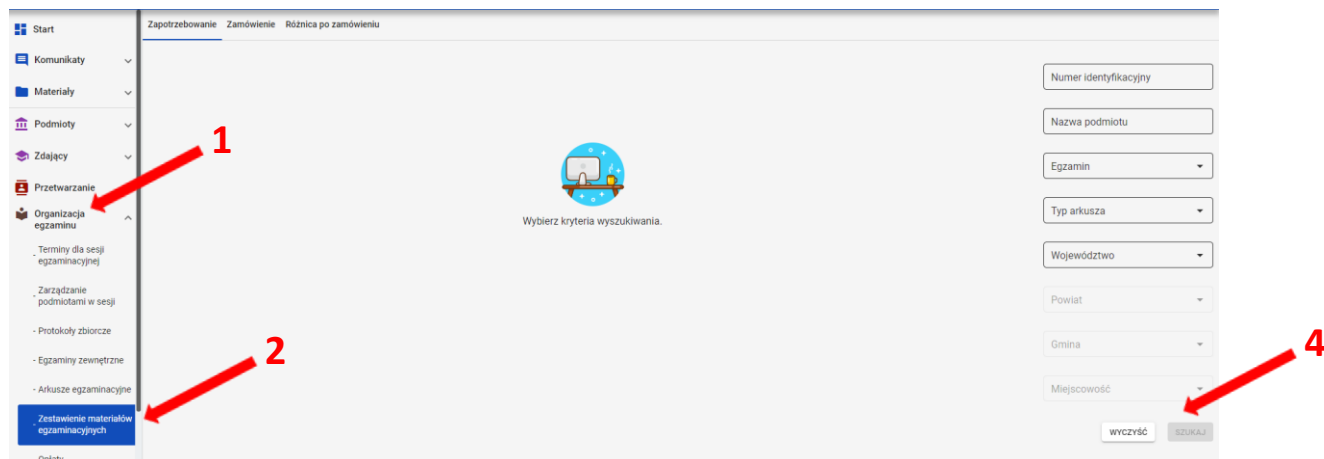 Start
Komunikaty
Materiały
Podmioty
Zdający
Przetwarzanie
Organizacja
egzaminu
- Terminy dla sesji
egzaminacyjnej
- Zarządzanie
podmiotami w sesji
- Protokoły zbiorcze
- Egzaminy zewnętrzne
- Arkusze egzaminacyjne
- Zestawienie materiałów
egzaminacyjnych
Opłaty
1
2
Zapotrzebowanie Zamówienie Różnica po zamówieniu
Wybierz kryteria wyszukiwania.
Numer identyfikacyjny
Nazwa podmiotu
Egzamin
Typ arkusza
Województwo
Powiat
Gmina
Miejscowość
WYCZYŚĆ SZUKAJ
4